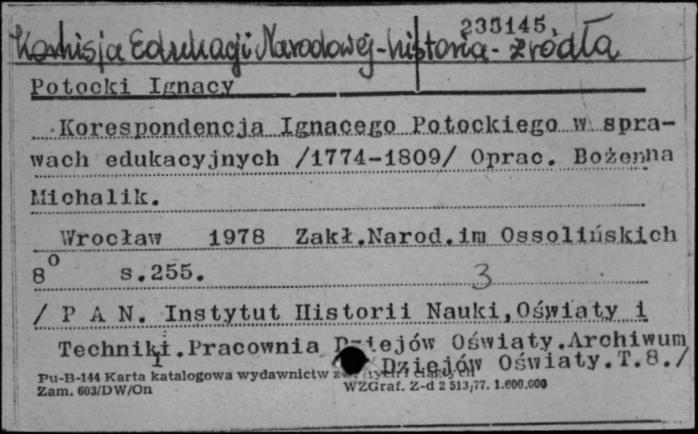 235145,
Komisja Edukacji Narodowej-historia-źródła
Potocki Ignacy
Korespondencja Ignacego Potockiego w spra-
wach edukacyjnych /1774-1809/ Oprac. Bożenna
Michalik.
Wrocław 1978 Zakł.Narod.im Ossolińskich
8⁰ s.255. 3
/ P A N. Instytut Historii Nauki,Oświaty i
Techniki.Pracownia Dziejów Oświaty.Archiwum
Dziejów Oświaty.T.8./
Pu-B-144 Karta katalogowa wydawnictw
Zam. 603/DW/On WZGraf. Z-d 2 513/77. 1.600.000